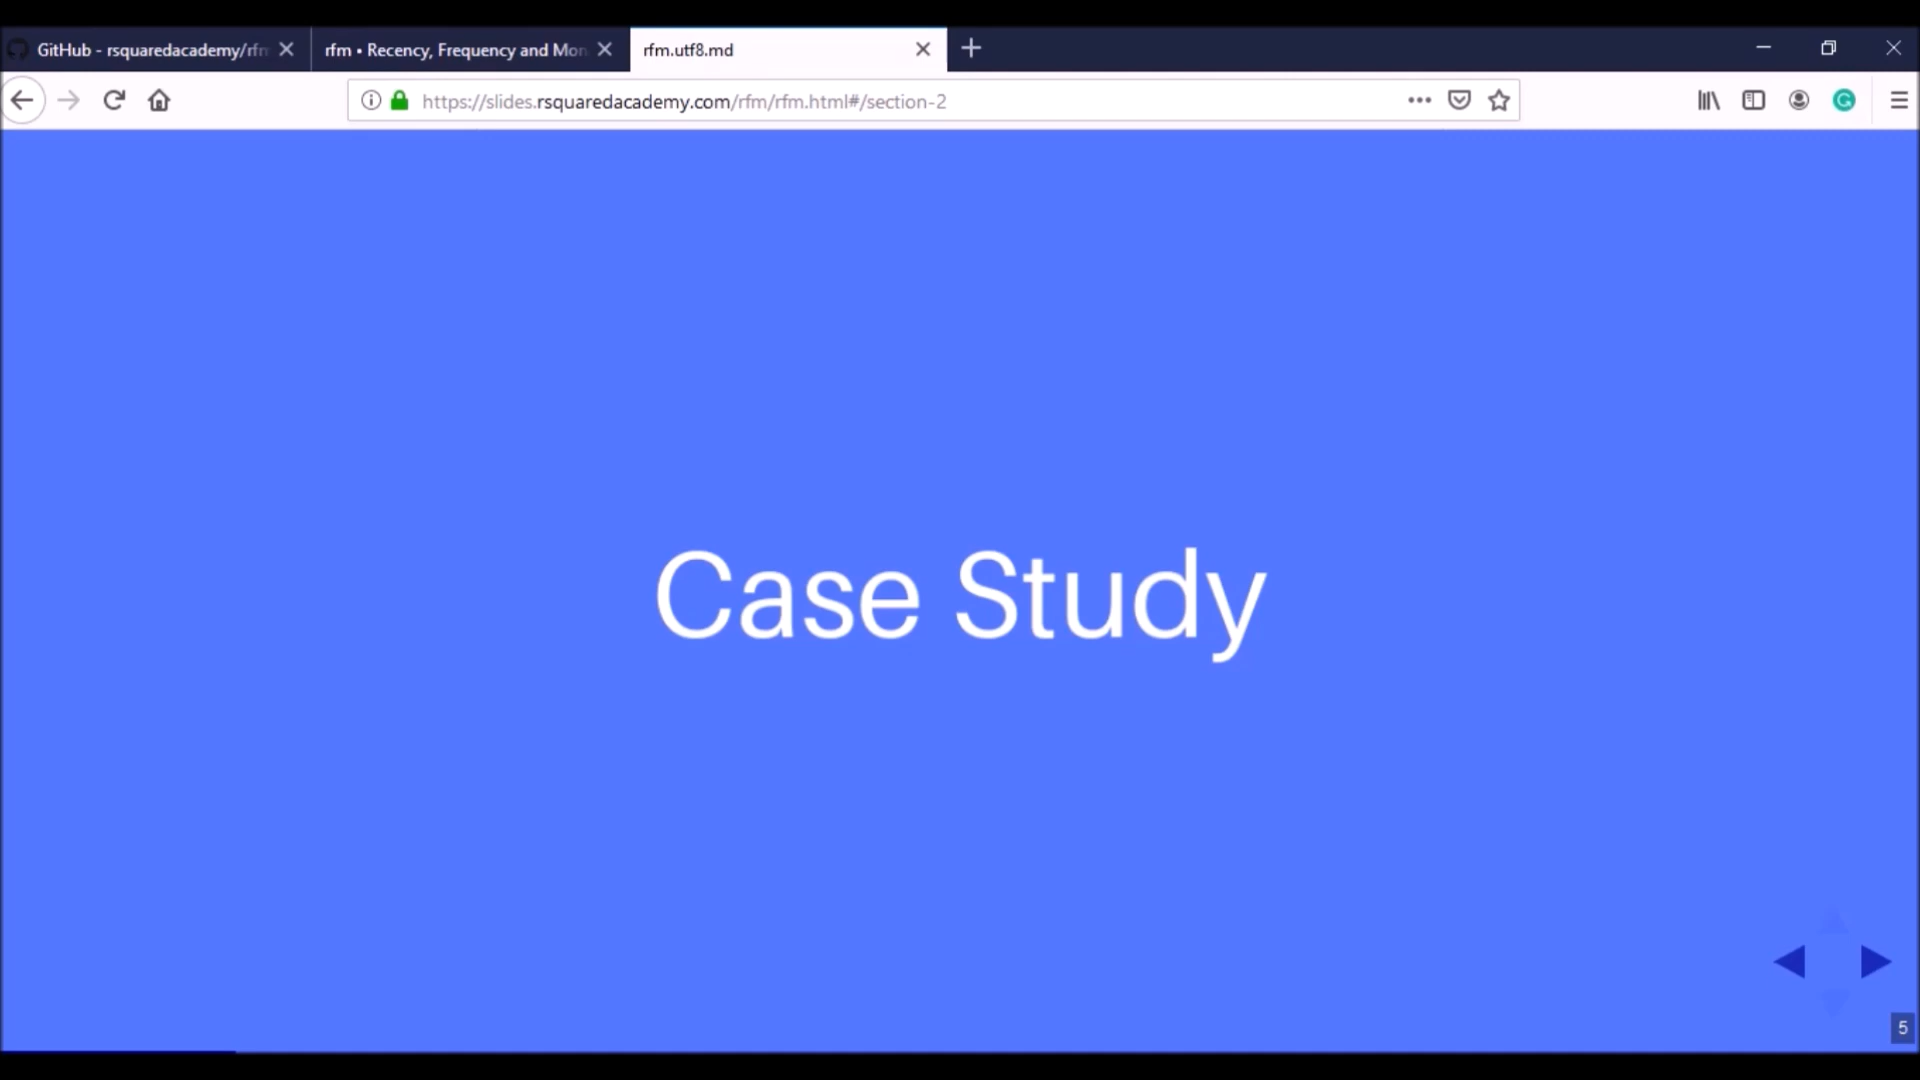 GitHub - rsquaredacademy/rfm
rfm • Recency, Frequency and Mon
rfm.utf8.md
https://slides.rsquaredacademy.com/rfm/rfm.html#/section-2
Case Study
5